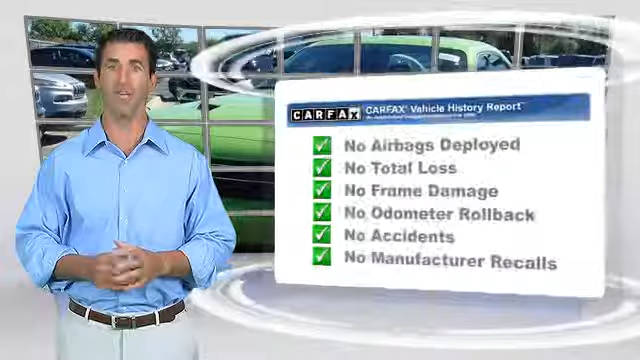 CARFAX CARFAX Vehicle History Report
No Airbags Deployed
No Total Loss
No Frame Damage
No Odometer Rollback
No Accidents
No Manufacturer Recalls